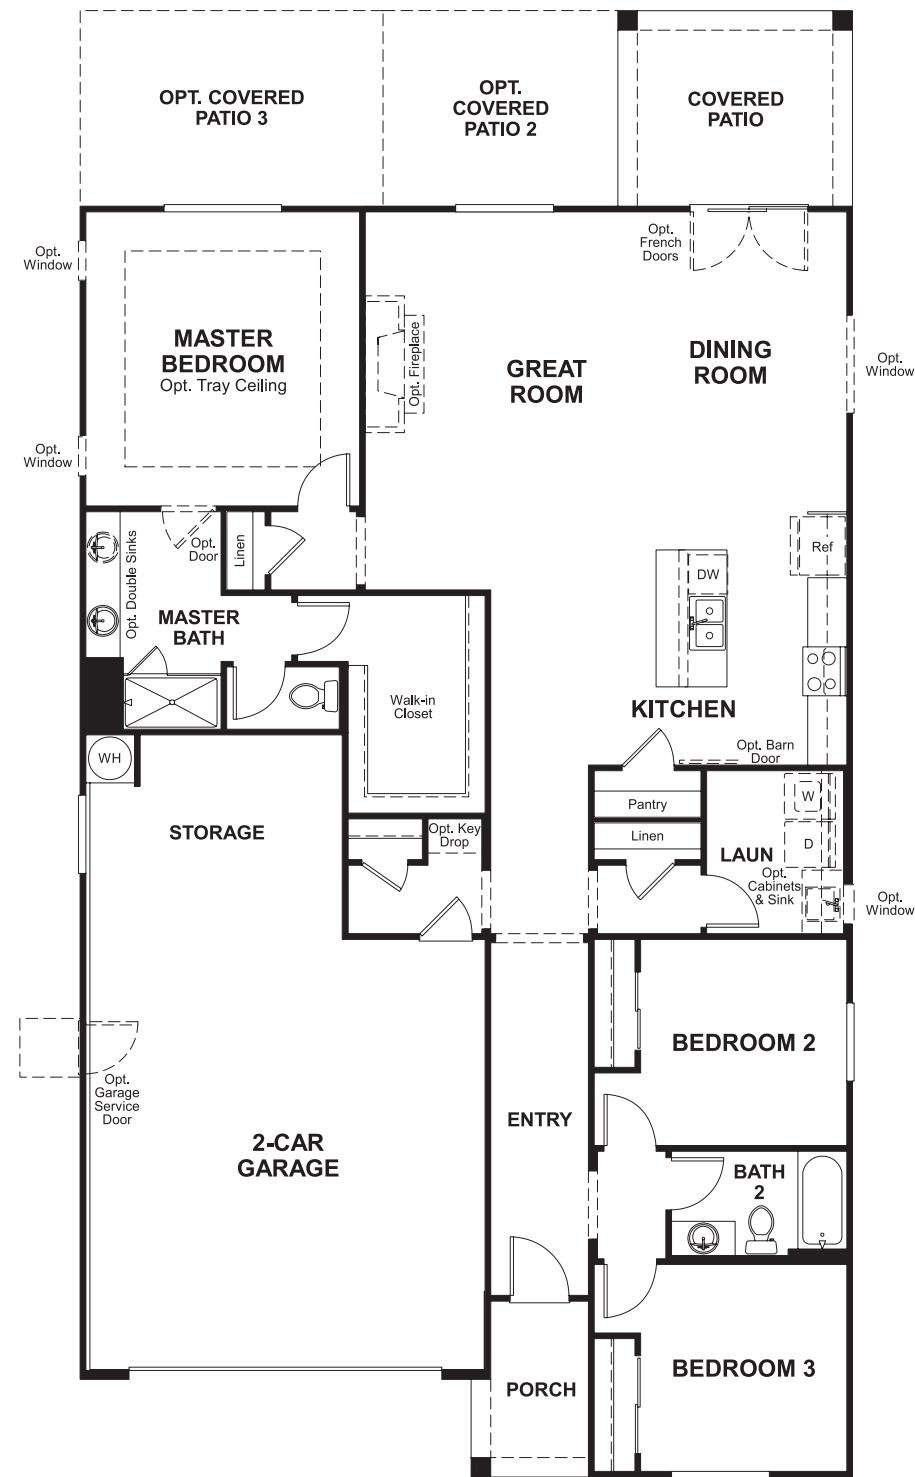 OPT. COVERED
PATIO 3
OPT.
COVERED
PATIO 2
COVERED
PATIO
Opt.
Window
Opt.
French
Doors
MASTER
BEDROOM
Opt. Tray Ceiling
Opt. Fireplace
GREAT
ROOM
DINING
ROOM
Opt.
Window
Opt.
Window
Opt. Double Sinks
Opt.
Door
Linen
Ref
DW
MASTER
BATH
Walk-in
Closet
KITCHEN
Opt. Barn
Door
WH
STORAGE
Opt. Key
Drop
Pantry
Linen
W
D
LAUN
Opt.
Cabinets
& Sink
Opt.
Window
BEDROOM 2
Opt.
Garage
Service
Door
2-CAR
GARAGE
ENTRY
BATH
2
PORCH
BEDROOM 3